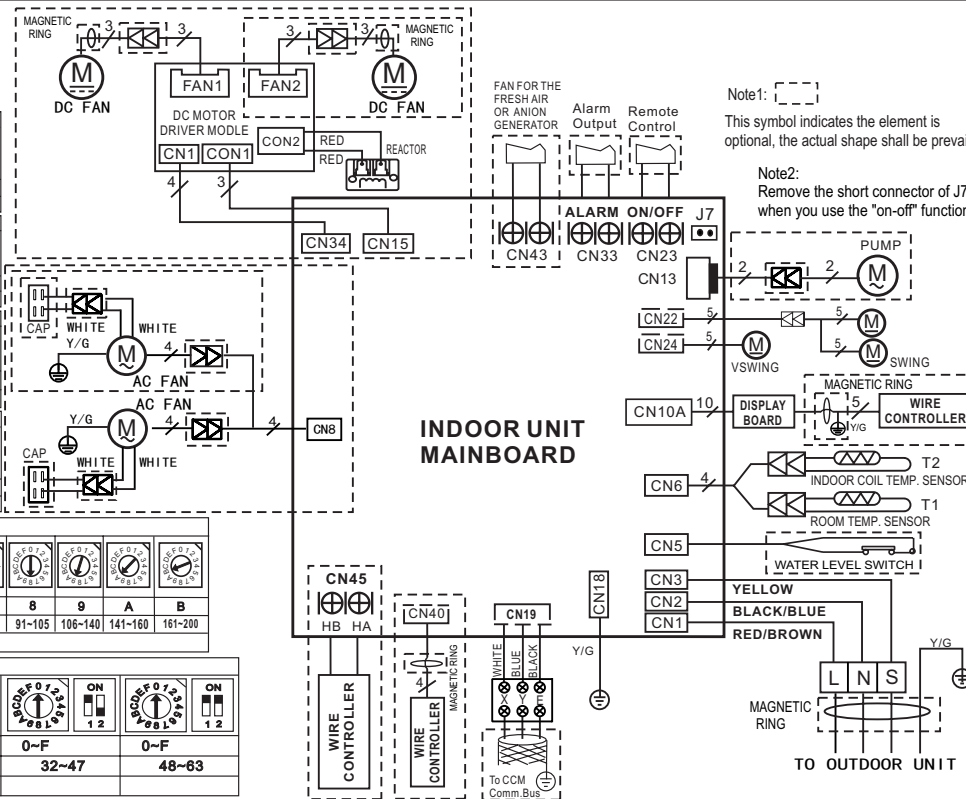 MAGNETIC
RING
3
3
3
3
MAGNETIC
RING
M
DC FAN
FAN1
FAN2
M
DC FAN
DC MOTOR
DRIVER MODLE
CON2
RED
RED
REACTOR
CN1
CON1
4
3
CN34
CN15
FAN FOR THE
FRESH AIR
OR ANION
GENERATOR
Alarm
Output
Remote
Control
Note1:
This symbol indicates the element is
optional, the actual shape shall be
Note2:
Remove the short connector of J7
when you use the "on-off"
ALARM
ON/OFF
J7
CN43
CN33
CN23
CN13
2
2
PUMP
M
CN22
5
5
M
CN24
5
M
VSWING
5
M
SWING
MAGNETIC RING
CN10A
10
DISPLAY
BOARD
5
Y/G
WIRE
CONTROLLER
CN6
4
T2
INDOOR COIL TEMP. SENSOR
T1
ROOM TEMP. SENSOR
CN5
WATER LEVEL SWITCH
CN3
YELLOW
CN2
BLACK/BLUE
CN1
RED/BROWN
CAP
WHITE
WHITE
Y/G
M
4
AC FAN
AC FAN
Y/G
M
4
4
CN8
CAP
WHITE
WHITE
INDOOR UNIT
MAINBOARD
8
9
A
B
91~105
106~140
141~160
161~200
ON
1 2
ON
1 2
0~F
0~F
32~47
48~63
CN45
HB HA
WIRE
CONTROLLER
CN40
MAGNETIC RING
4
WIRE
CONTROLLER
CN19
WHITE
BLUE
BLACK
X Y E
To CCM
Comm.Bus
CN18
Y/G
L N S
Y/G
MAGNETIC
RING
TO OUTDOOR UNIT